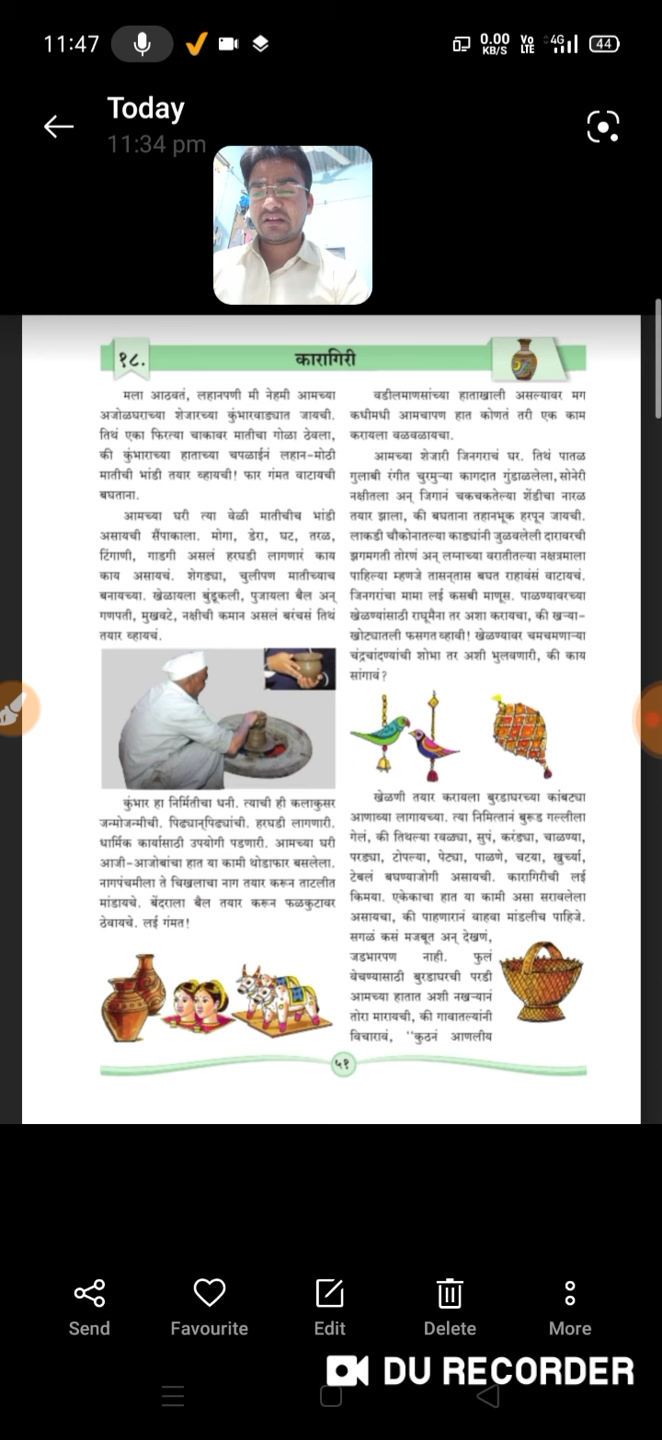 11:47
0.00 KB/S
Vo LTE
4G
44
Today
11:34 pm
१८.
कारागिरी
मला आठवतं, लहानपणी मी नेहमी आमच्या
अजोळघराच्या शेजारच्या कुंभारवाड्यात जायची.
तिथं एका फिरत्या चाकावर मातीचा गोळा ठेवला,
की कुंभाराच्या हाताच्या चपळाईनं लहान-मोठी
मातीची भांडी तयार व्हायची! फार गंमत वाटायची
बघताना.
आमच्या घरी त्या वेळी मातीचीच भांडी
असायची सैंपाकाला. मोगा, डेरा, घट, तरळ,
टिंगाणी, गाडगी असलं हरघडी लागणारं काय
काय असायचं. शेगड्या, चुलीपण मातीच्याच
बनायच्या. खेळायला बुंडूकली, पुजायला बैल अन्
गणपती, मुखवटे, नक्षीची कमान असलं बरंचसं तिथं
तयार व्हायचं.
कुंभार हा निर्मितीचा धनी. त्याची ही कलाकुसर
जन्मोजन्मीची. पिढ्यान्‌पिढ्यांची. हरघडी लागणारी.
धार्मिक कार्यासाठी उपयोगी पडणारी. आमच्या घरी
आजी-आजोबांचा हात या कामी थोडाफार बसलेला.
नागपंचमीला ते चिखलाचा नाग तयार करून ताटलीत
मांडायचे. बेंदराला बैल तयार करून फळकुटावर
ठेवायचे. लई गंमत!
वडीलमाणसांच्या हाताखाली असल्यावर मग
कधीमधी आमचापण हात कोणतं तरी एक काम
करायला वळवळायचा.
आमच्या शेजारी जिनगराचं घर. तिथं पातळ
गुलाबी रंगीत चुरमुऱ्या कागदात गुंडाळलेला, सोनेरी
नक्षीतला अन् जिगानं चकचकतेल्या शेंडीचा नारळ
तयार झाला, की बघताना तहानभूक हरपून जायची.
लाकडी चौकोनातल्या काड्यांनी जुळवलेली दारावरची
झगमगती तोरणं अन् लग्नाच्या वरातीतल्या नक्षत्रमाला
पाहिल्या म्हणजे तासन्‌तास बघत राहावंसं वाटायचं.
जिनगरांचा मामा लई कसबी माणूस. पाळण्यावरच्या
खेळण्यांसाठी राघूमैना तर अशा करायचा, की खऱ्या-
खोट्यातली फसगत व्हावी! खेळण्यावर चमचमणाऱ्या
चंद्रचांदण्यांची शोभा तर अशी भुलवणारी, की काय
सांगावं?
खेळणी तयार करायला बुरडाघरच्या कांबट्या
आणाव्या लागायच्या. त्या निमित्तानं बुरूड गल्लीला
गेलं, की तिथल्या रवळ्या, सुपं, करंड्या, चाळण्या,
परड्या, टोपल्या, पेट्या, पाळणे, चटया, खुर्च्या,
टेबलं बघण्याजोगी असायची. कारागिरीची लई
किमया. एकेकाचा हात या कामी असा सरावलेला
असायचा, की पाहणारानं वाहवा मांडलीच पाहिजे.
सगळं कसं मजबूत अन् देखणं,
जडभारपण नाही. फुलं
वेचण्यासाठी बुरडाघरची परडी
आमच्या हातात अशी नखऱ्यानं
तोरा मारायची, की गावातल्यांनी
विचारावं, ‘‘कुठनं आणलीय
५१
Send
Favourite
Edit
Delete
More
DU RECORDER